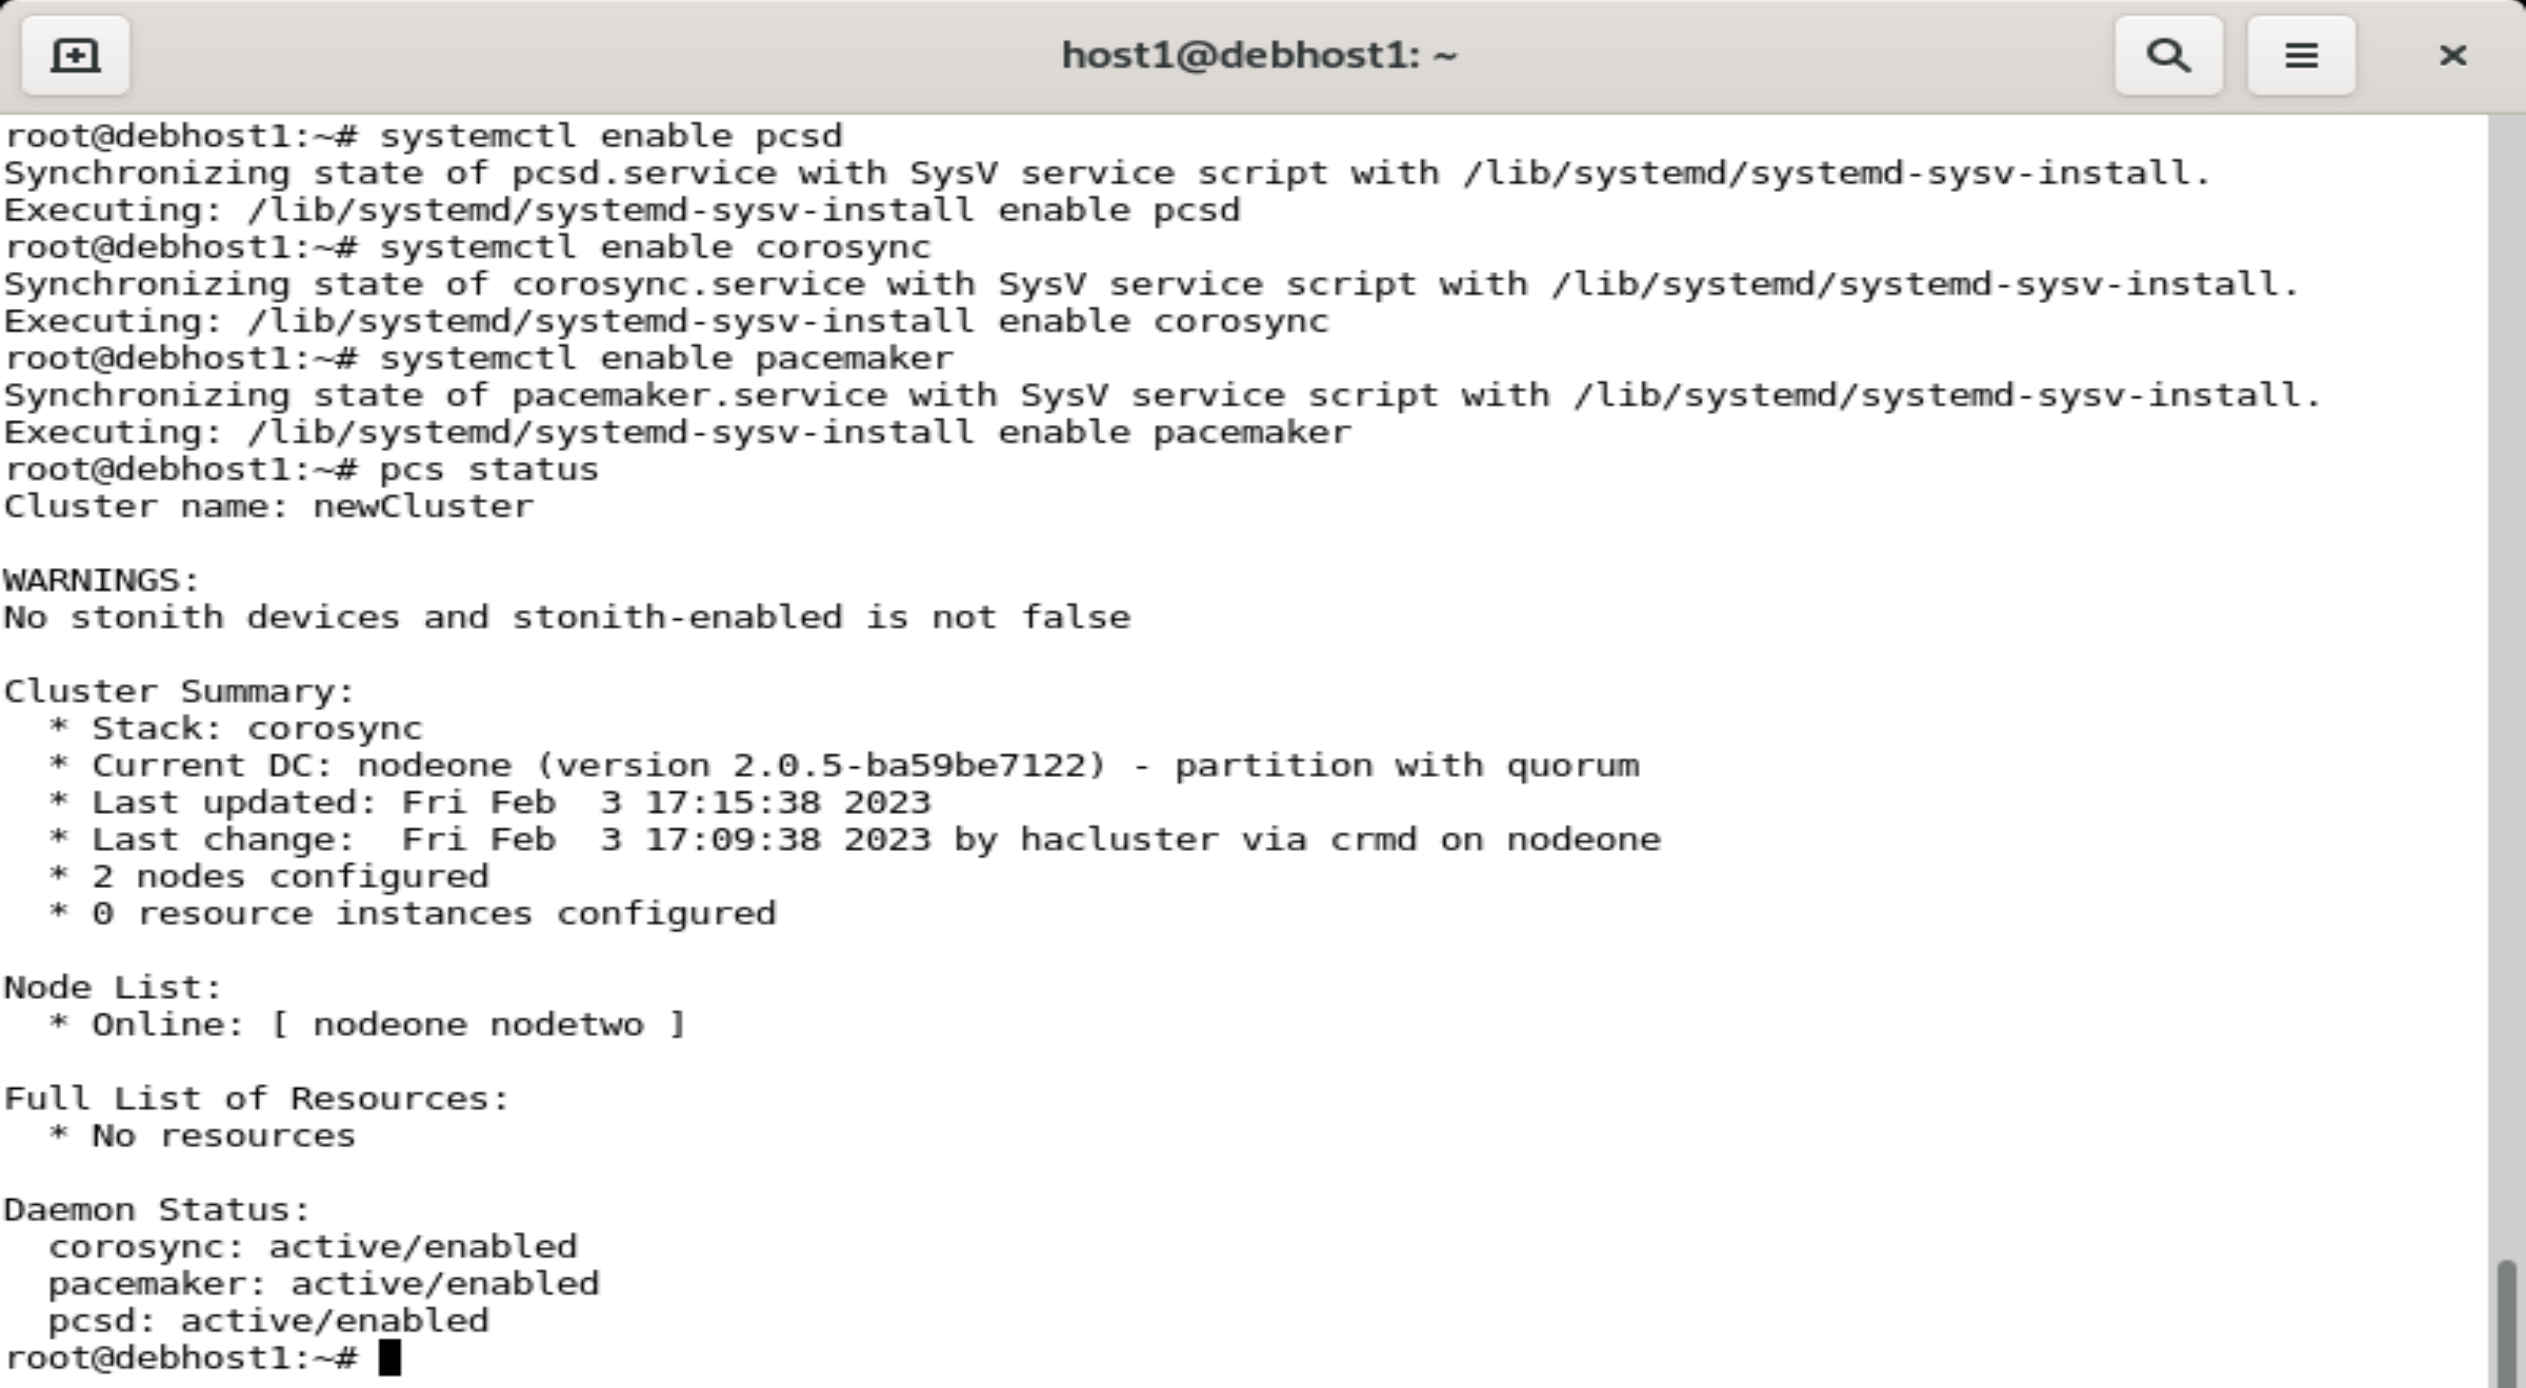 host1@debhost1: ~
root@debhost1:~# systemctl enable pcsd
Synchronizing state of pcsd.service with SysV service script with /lib/systemd/systemd-sysv-install.
Executing: /lib/systemd/systemd-sysv-install enable pcsd
root@debhost1:~# systemctl enable corosync
Synchronizing state of corosync.service with SysV service script with /lib/systemd/systemd-sysv-install.
Executing: /lib/systemd/systemd-sysv-install enable corosync
root@debhost1:~# systemctl enable pacemaker
Synchronizing state of pacemaker.service with SysV service script with /lib/systemd/systemd-sysv-install.
Executing: /lib/systemd/systemd-sysv-install enable pacemaker
root@debhost1:~# pcs status
Cluster name: newCluster

WARNINGS:
No stonith devices and stonith-enabled is not false

Cluster Summary:
  * Stack: corosync
  * Current DC: nodeone (version 2.0.5-ba59be7122) - partition with quorum
  * Last updated: Fri Feb  3 17:15:38 2023
  * Last change:  Fri Feb  3 17:09:38 2023 by hacluster via crmd on nodeone
  * 2 nodes configured
  * 0 resource instances configured

Node List:
  * Online: [ nodeone nodetwo ]

Full List of Resources:
  * No resources

Daemon Status:
  corosync: active/enabled
  pacemaker: active/enabled
  pcsd: active/enabled
root@debhost1:~#